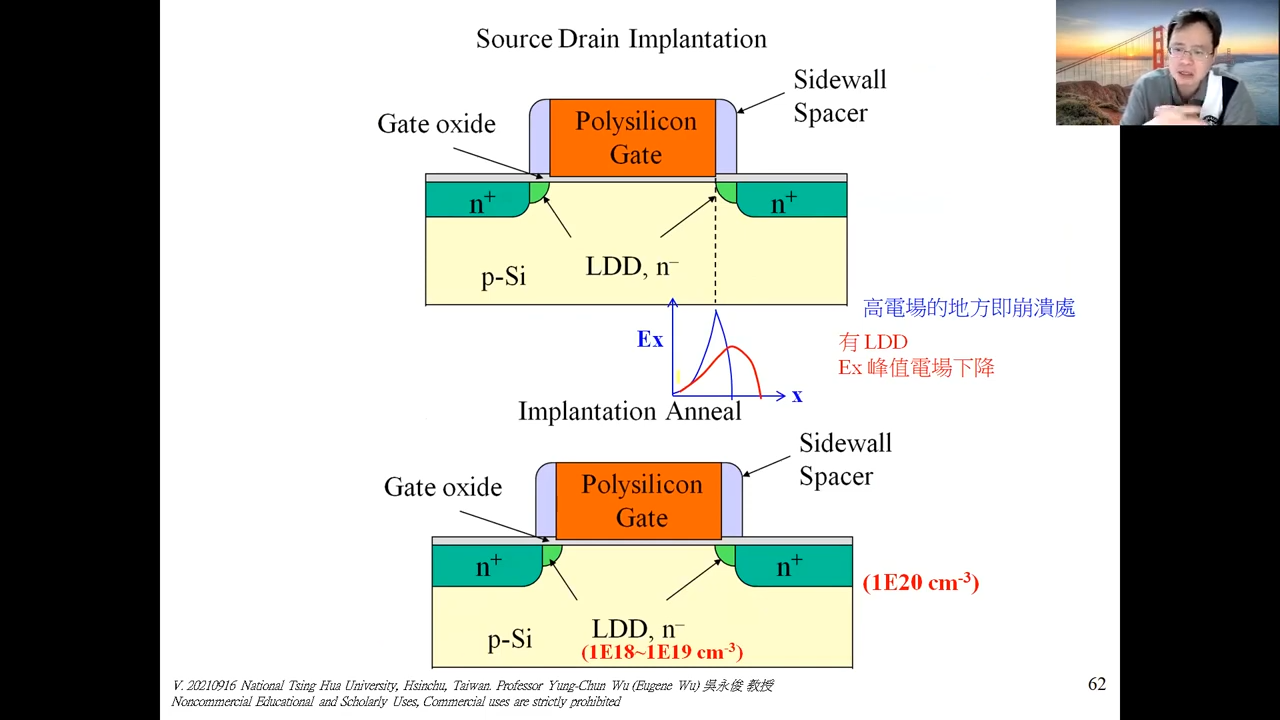 Source Drain Implantation
Sidewall
Spacer
Gate oxide
Polysilicon
Gate
n+
n+
LDD, n–
p-Si
高電場的地方即崩潰處
Ex
有 LDD
Ex 峰值電場下降
x
Implantation Anneal
Sidewall
Spacer
Gate oxide
Polysilicon
Gate
n+
n+
(1E20 cm-3)
LDD, n–
p-Si
(1E18~1E19 cm-3)
V. 20210916 National Tsing Hua University, Hsinchu, Taiwan. Professor Yung-Chun Wu (Eugene Wu) 吳永俊 教授
Noncommercial Educational and Scholarly Uses, Commercial uses are strictly prohibited
62